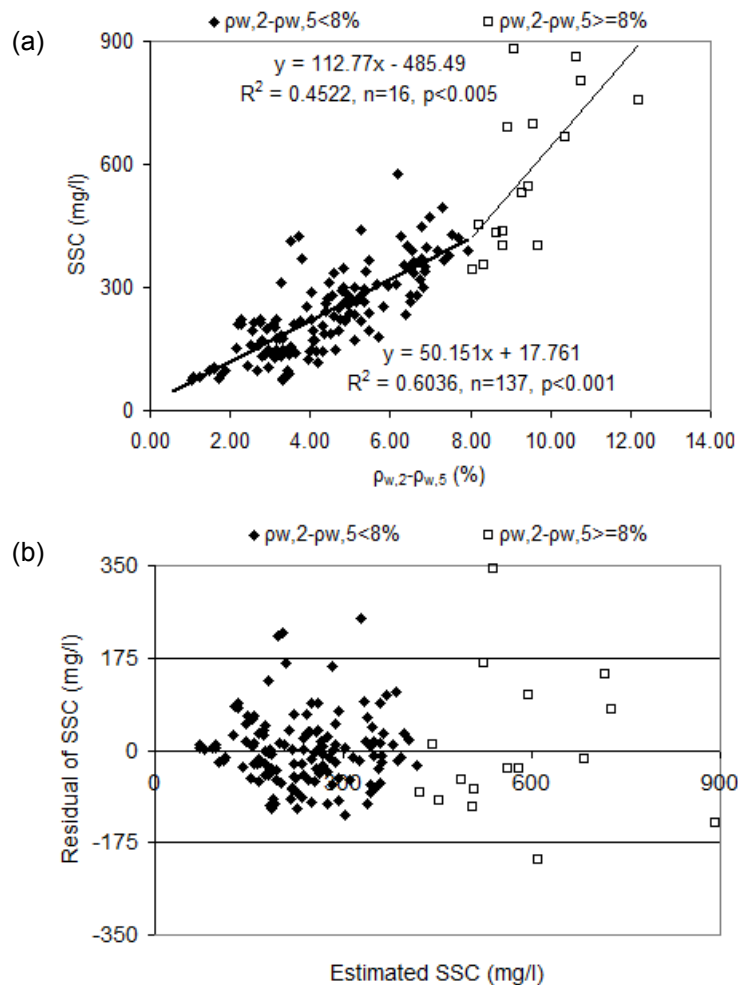 (a)
◆ ρw,2-ρw,5<8% □ ρw,2-ρw,5>=8%
900
y = 112.77x - 485.49
R² = 0.4522, n=16, p<0.005
600
SSC (mg/l)
300
y = 50.151x + 17.761
R² = 0.6036, n=137, p<0.001
0
0.00 2.00 4.00 6.00 8.00 10.00 12.00 14.00
ρw,2-ρw,5 (%)
(b)
◆ ρw,2-ρw,5<8% □ ρw,2-ρw,5>=8%
350
175
Residual of SSC (mg/l)
0
0 300 600 900
-175
-350
Estimated SSC (mg/l)